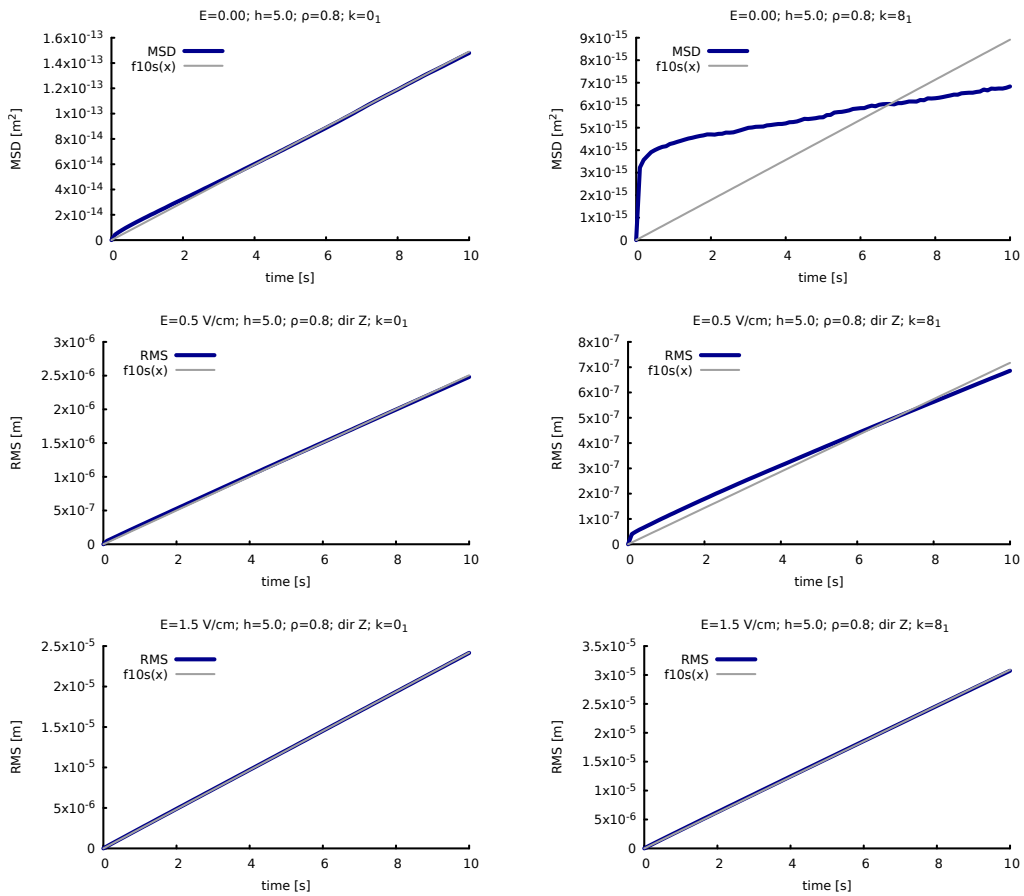 E=0.00; h=5.0; ρ=0.8; k=0₁
MSD
f10s(x)
MSD [m²]
1.6x10⁻¹³
1.4x10⁻¹³
1.2x10⁻¹³
1x10⁻¹³
8x10⁻¹⁴
6x10⁻¹⁴
4x10⁻¹⁴
2x10⁻¹⁴
0
0 2 4 6 8 10
time [s]
E=0.00; h=5.0; ρ=0.8; k=8₁
MSD
f10s(x)
MSD [m²]
9x10⁻¹⁵
8x10⁻¹⁵
7x10⁻¹⁵
6x10⁻¹⁵
5x10⁻¹⁵
4x10⁻¹⁵
3x10⁻¹⁵
2x10⁻¹⁵
1x10⁻¹⁵
0
0 2 4 6 8 10
time [s]
E=0.5 V/cm; h=5.0; ρ=0.8; dir Z; k=0₁
RMS
f10s(x)
RMS [m]
3x10⁻⁶
2.5x10⁻⁶
2x10⁻⁶
1.5x10⁻⁶
1x10⁻⁶
5x10⁻⁷
0
0 2 4 6 8 10
time [s]
E=0.5 V/cm; h=5.0; ρ=0.8; dir Z; k=8₁
RMS
f10s(x)
RMS [m]
8x10⁻⁷
7x10⁻⁷
6x10⁻⁷
5x10⁻⁷
4x10⁻⁷
3x10⁻⁷
2x10⁻⁷
1x10⁻⁷
0
0 2 4 6 8 10
time [s]
E=1.5 V/cm; h=5.0; ρ=0.8; dir Z; k=0₁
RMS
f10s(x)
RMS [m]
2.5x10⁻⁵
2x10⁻⁵
1.5x10⁻⁵
1x10⁻⁵
5x10⁻⁶
0
0 2 4 6 8 10
time [s]
E=1.5 V/cm; h=5.0; ρ=0.8; dir Z; k=8₁
RMS
f10s(x)
RMS [m]
3.5x10⁻⁵
3x10⁻⁵
2.5x10⁻⁵
2x10⁻⁵
1.5x10⁻⁵
1x10⁻⁵
5x10⁻⁶
0
0 2 4 6 8 10
time [s]